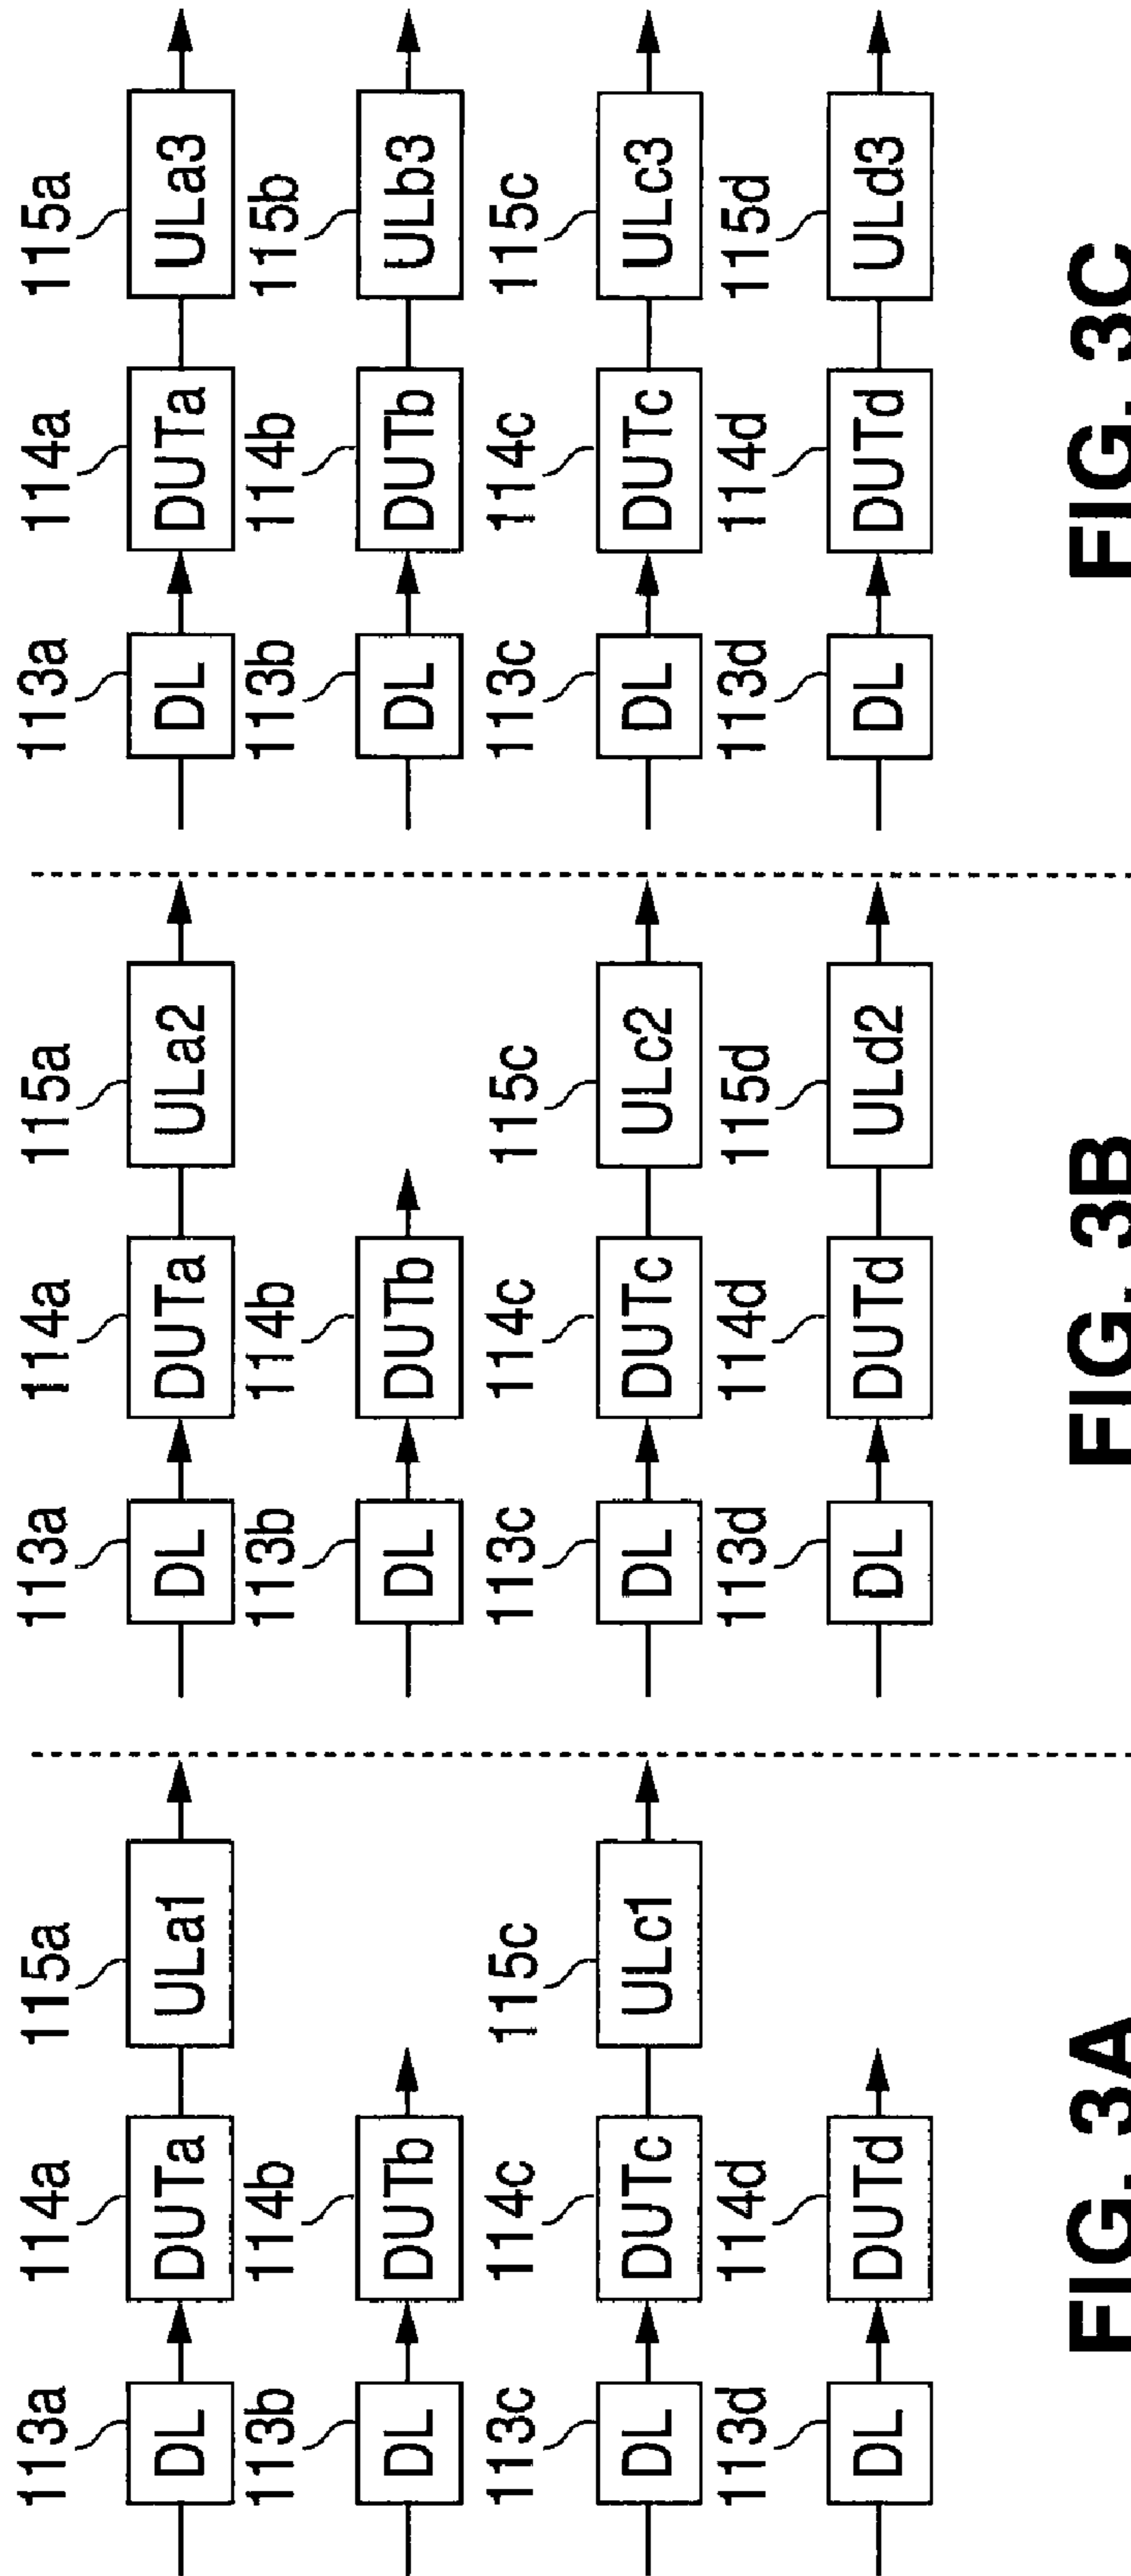 113a 114a 115a
DL DUTa ULa1
113b 114b
DL DUTb
113c 114c 115c
DL DUTc ULc1
113d 114d
DL DUTd
FIG. 3A
113a 114a 115a
DL DUTa ULa2
113b 114b
DL DUTb
113c 114c 115c
DL DUTc ULc2
113d 114d 115d
DL DUTd ULd2
FIG. 3B
113a 114a 115a
DL DUTa ULa3
113b 114b 115b
DL DUTb ULb3
113c 114c 115c
DL DUTc ULc3
113d 114d 115d
DL DUTd ULd3
FIG. 3C